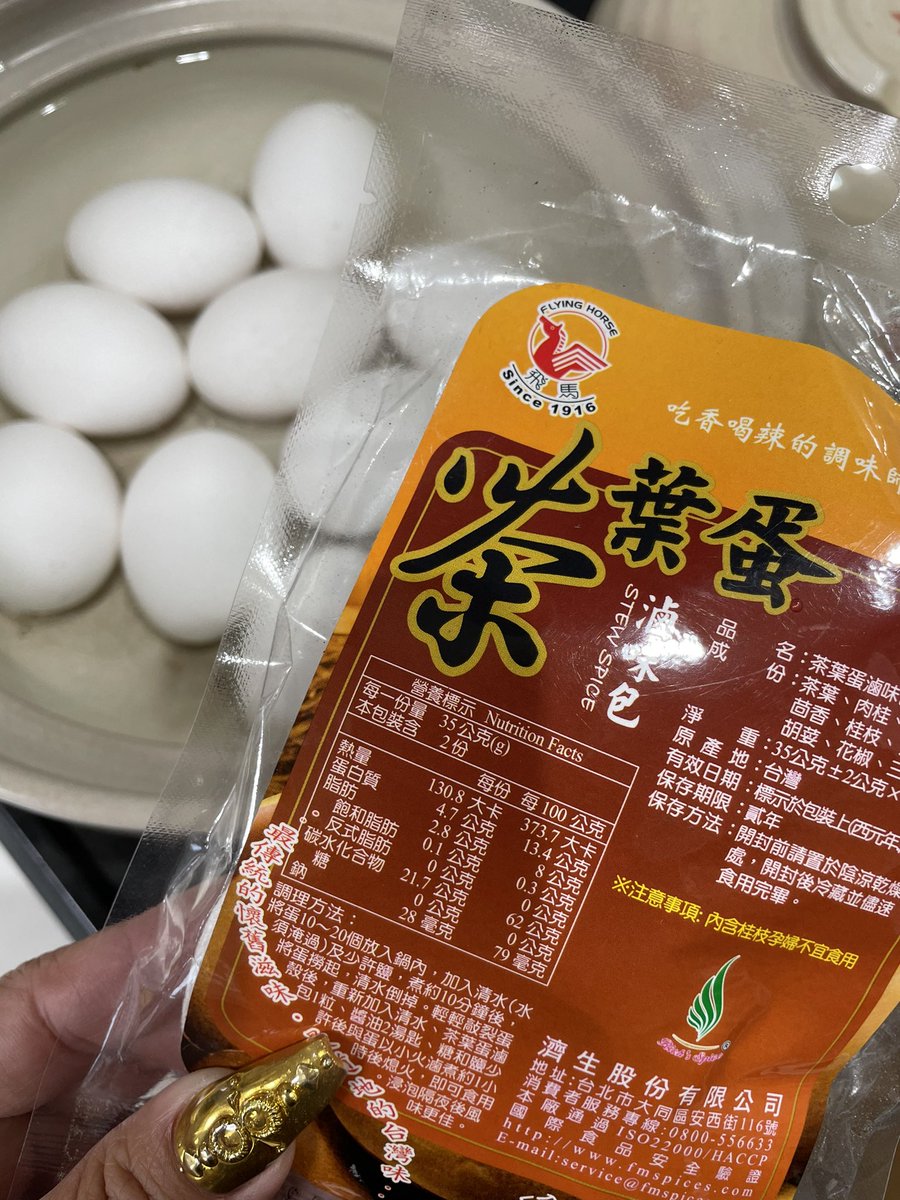 FLYING HORSE
飛馬
Since 1916
吃香喝辣的調味師
茶葉蛋
滷味包
STEW SPICE
品名：茶葉蛋滷味
成份：茶葉、肉桂、
茴香、桂枝、
胡荽、花椒、三
淨重：35公克±2公克×
原產地：台灣
有效日期：標示於包裝上(西元年
保存期限：貳年
保存方法：開封前請置於陰涼乾燥
處，開封後冷藏並儘速
食用完畢。
※注意事項: 內含桂枝孕婦不宜食用
營養標示 Nutrition Facts
每一份量 35公克(g)
本包裝含 2份
每份 每100公克
熱量 130.8 大卡 373.7 大卡
蛋白質 4.7 公克 13.4 公克
脂肪 2.8 公克 8 公克
飽和脂肪 0.1 公克 0.3 公克
反式脂肪 0 公克 0 公克
碳水化合物 21.7 公克 62 公克
糖 0 公克 0 公克
鈉 28 毫克 79 毫克
調理方法：
將蛋10～20個放入鍋內，加入清水(水
須淹過)及少許鹽，煮約10分鐘後，
將蛋撈起，清水倒掉。輕輕敲裂蛋
殼後，重新加入清水、茶葉蛋滷
包1粒、醬油2湯匙、糖和鹽少
許後與蛋以小火滷煮約1小
時後熄火，即可食用
浸泡隔夜後風
味更佳。
最傳統的懷舊滋味。
的台灣味
濟生股份有限公司
地址：台北市大同區安西街116號
消費者服務專線：0800-556633
本廠通過ISO22000/HACCP
國際食品安全驗證
http://www.fmspices.com
E-mail:service@fmspices.com